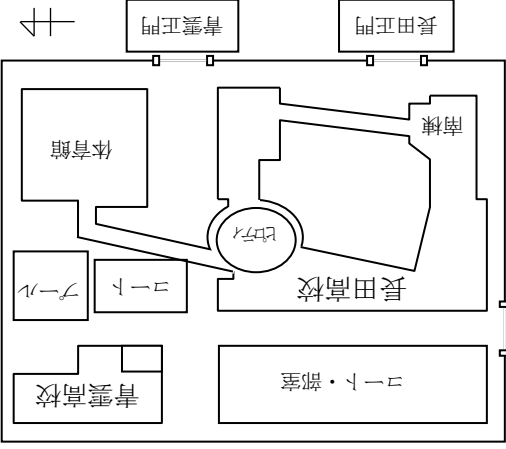 青雲正門
長田正門
体育館
南棟
ピロティ
プール
コート
長田高校
青雲高校
コート・部室